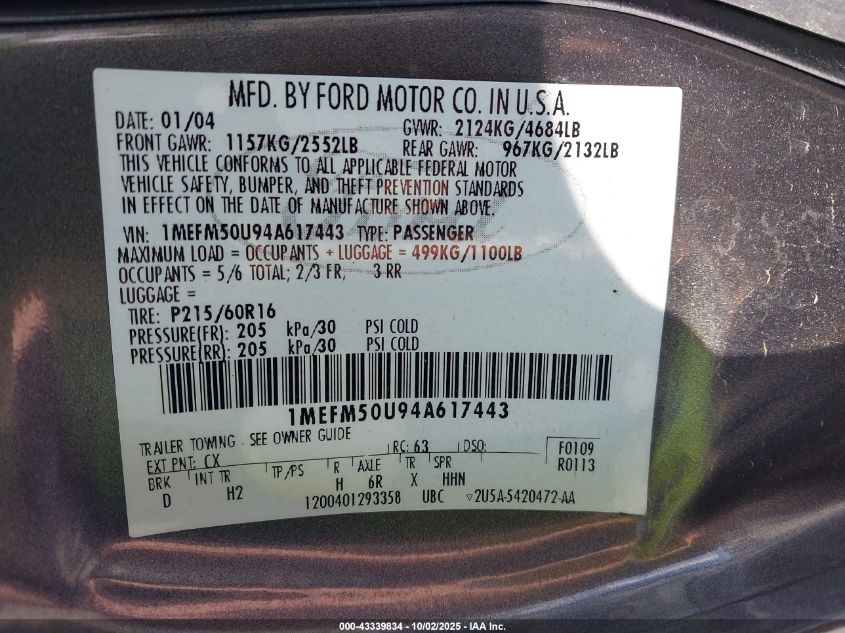 MFD. BY FORD MOTOR CO. IN U.S.A.
DATE: 01/04 GVWR: 2124KG/4684LB
FRONT GAWR: 1157KG/2552LB REAR GAWR: 967KG/2132LB
THIS VEHICLE CONFORMS TO ALL APPLICABLE FEDERAL MOTOR
VEHICLE SAFETY, BUMPER, AND THEFT PREVENTION STANDARDS
IN EFFECT ON THE DATE OF MANUFACTURE SHOWN ABOVE.
VIN: 1MEFM50U94A617443 TYPE: PASSENGER
MAXIMUM LOAD = OCCUPANTS + LUGGAGE = 499KG/1100LB
OCCUPANTS = 5/6 TOTAL; 2/3 FR, 3 RR
LUGGAGE =
TIRE: P215/60R16
PRESSURE(FR): 205 kPa/30 PSI COLD
PRESSURE(RR): 205 kPa/30 PSI COLD
1MEFM50U94A617443
TRAILER TOWING - SEE OWNER GUIDE
EXT PNT: CX RC: 63 DSO: F0109
R0113
BRK INT TR TP/PS R AXLE TR SPR
D H2 H 6R X HHN
1200401293358 UBC ▽2U5A-5420472-AA
000-43339834 - 10/02/2025 - IAA Inc.